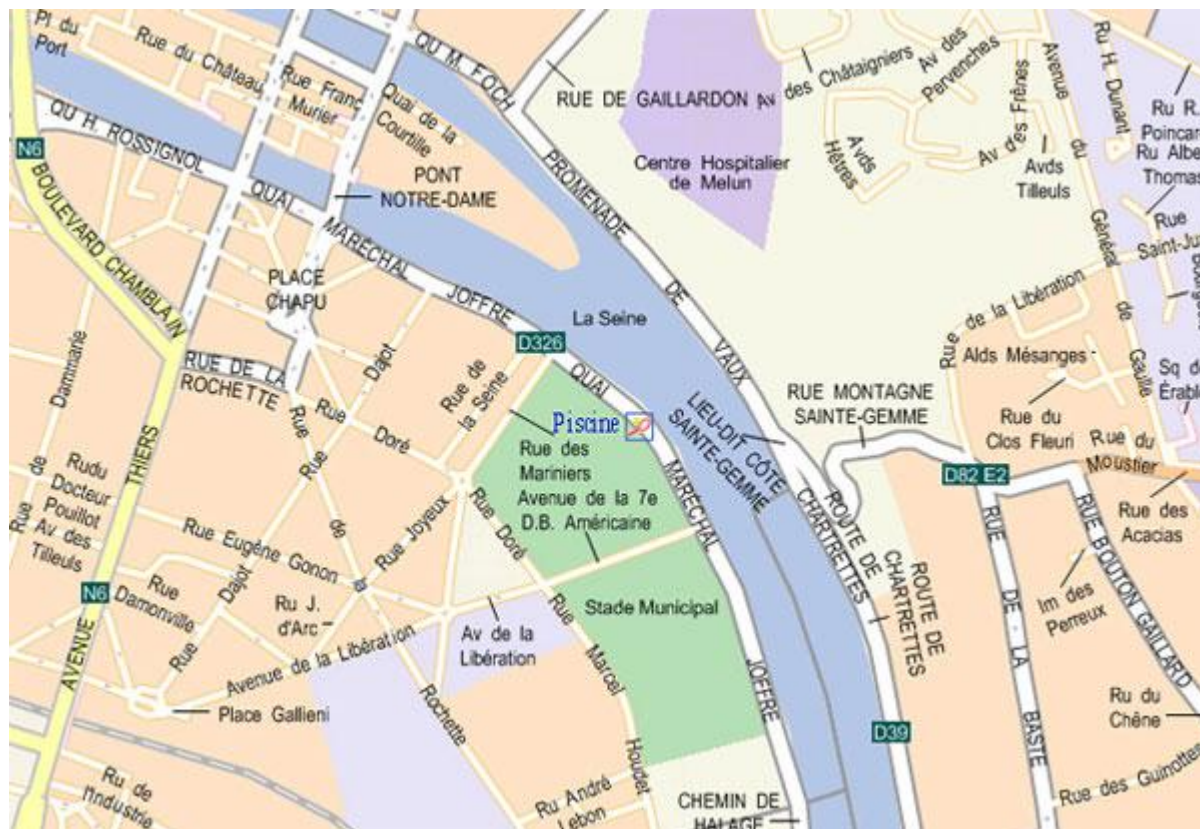 Pl du
Port
Rue du Château
Rue Franc
Murier
Quai de la
Courtille
QU M. FOCH
RUE DE GAILLARDON
des Châtaigniers
Av des
Pervenches
Avenue du Général de Gaulle
Ru H. Dunant
Ru R.
Poincar
Ru Albe
Thomas
N6
QU H. ROSSIGNOL
PONT
NOTRE-DAME
PROMENADE DE VAUX
Centre Hospitalier
de Melun
Avds
Hêtres
Av des Frênes
Avds
Tilleuls
Rue
Saint-Ju
BOULEVARD CHAMBLAIN
QUAI MARÉCHAL JOFFRE
PLACE
CHAPU
La Seine
D326
Rue de la Libération
Alds Mésanges
Sq de
Érable
RUE DE LA
ROCHETTE
Rue de Dammarie
Rue Dajot
Rue de
la Seine
Rue Doré
QUAI MARÉCHAL JOFFRE
Piscine
LIEU-DIT CÔTE
SAINTE-GEMME
RUE MONTAGNE
SAINTE-GEMME
Rue du
Clos Fleuri
Rue du
Moustier
D82 E2
Rue des
Mariniers
Avenue de la 7e
D.B. Américaine
Rue des
Acacias
AVENUE THIERS
Rudu
Docteur
Pouillot
Av des
Tilleuls
Rue Eugène Gonon
Rue Joyeux
Rue de Rochette
Rue Doré
ROUTE DE
CHARTRETTES
ROUTE DE
CHARTRETTES
RUE DE LA BASTE
RUE BOUTON GAILLARD
Im des
Perreux
N6
Rue
Damonville
Ru J.
d'Arc
Av de la
Libération
Stade Municipal
Rue Marcel Houdet
Avenue de la Libération
Place Gallieni
Ru du
Chêne
D39
Ru de
l'Industrie
Ru André
Lebon
CHEMIN DE
HALAGE
Rue des Guinottes